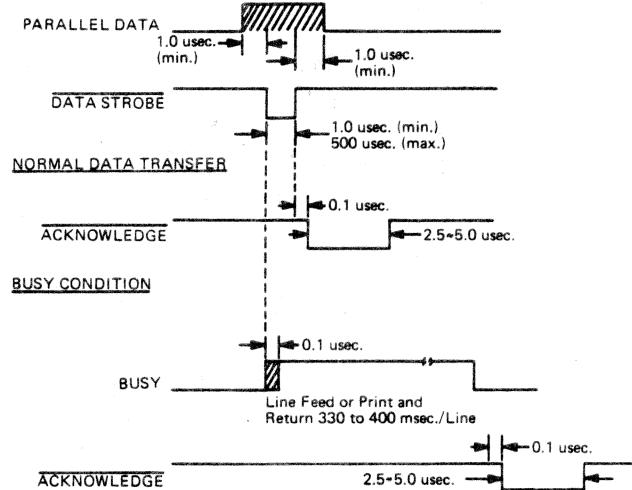 PARALLEL DATA
1.0 usec.
(min.)
1.0 usec.
(min.)
DATA STROBE
1.0 usec. (min.)
500 usec. (max.)
NORMAL DATA TRANSFER
0.1 usec.
ACKNOWLEDGE
2.5~5.0 usec.
BUSY CONDITION
0.1 usec.
BUSY
Line Feed or Print and
Return 330 to 400 msec./Line
0.1 usec.
ACKNOWLEDGE
2.5~5.0 usec.